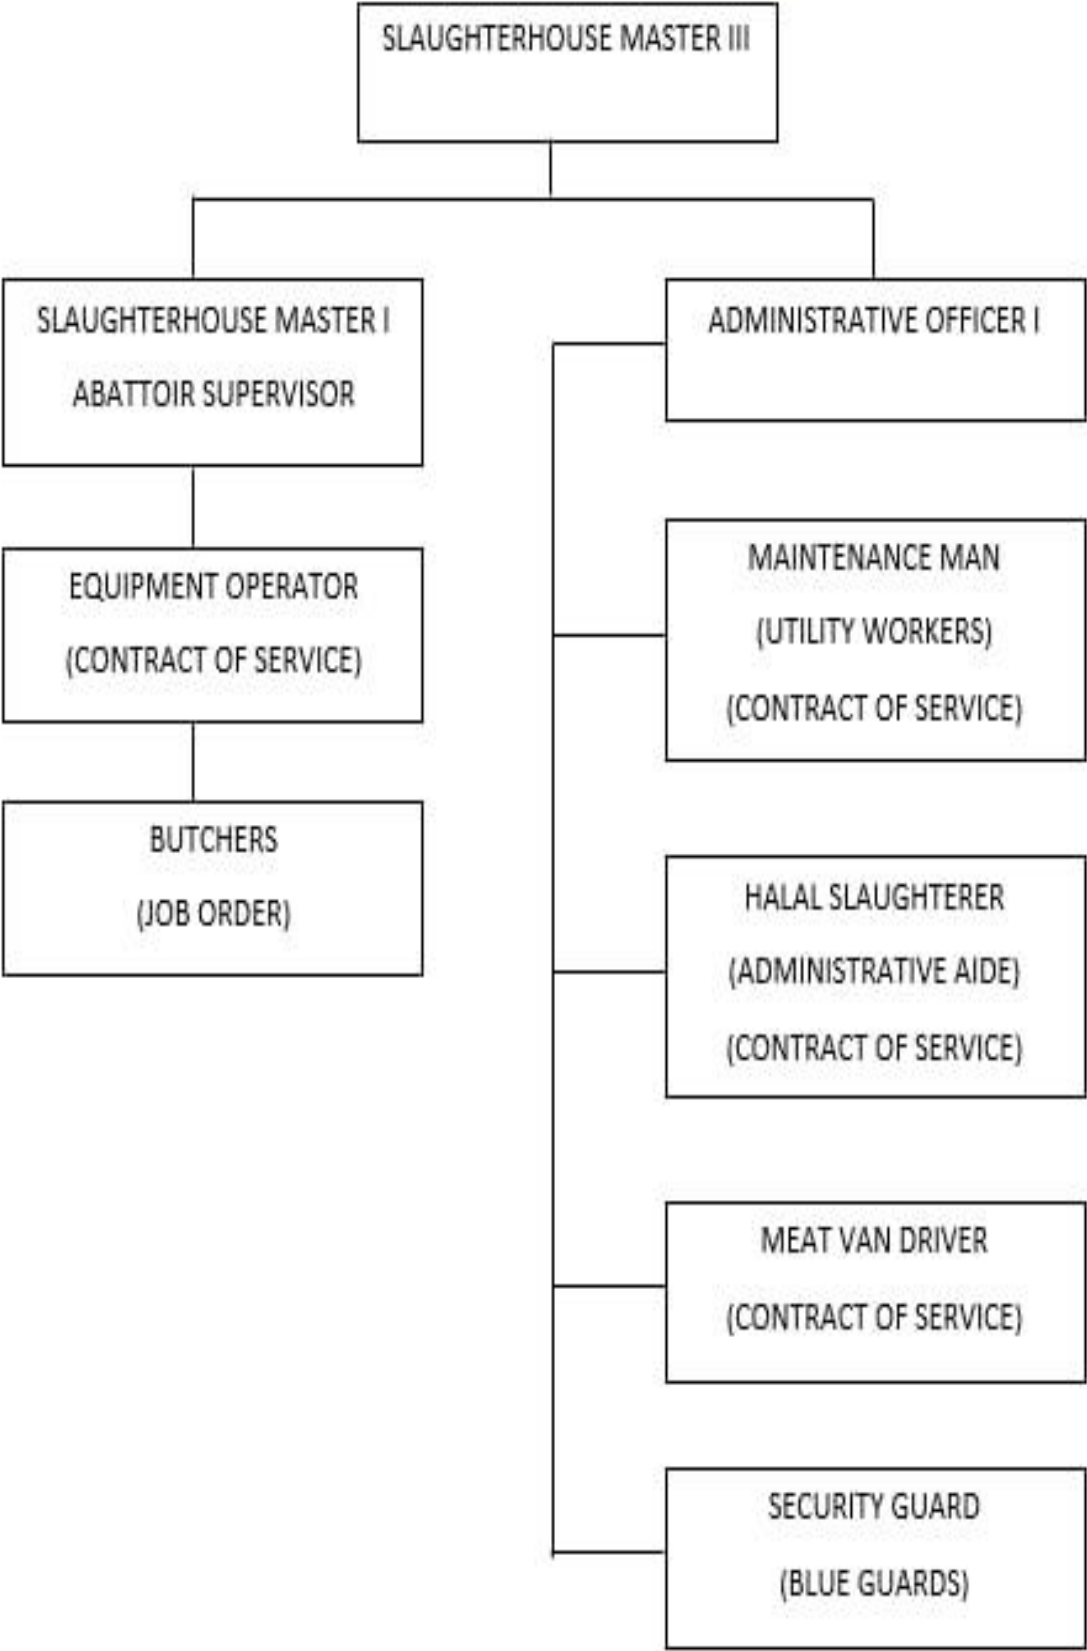 SLAUGHTERHOUSE MASTER III
SLAUGHTERHOUSE MASTER I
ABATTOIR SUPERVISOR
EQUIPMENT OPERATOR
(CONTRACT OF SERVICE)
BUTCHERS
(JOB ORDER)
ADMINISTRATIVE OFFICER I
MAINTENANCE MAN
(UTILITY WORKERS)
(CONTRACT OF SERVICE)
HALAL SLAUGHTERER
(ADMINISTRATIVE AIDE)
(CONTRACT OF SERVICE)
MEAT VAN DRIVER
(CONTRACT OF SERVICE)
SECURITY GUARD
(BLUE GUARDS)